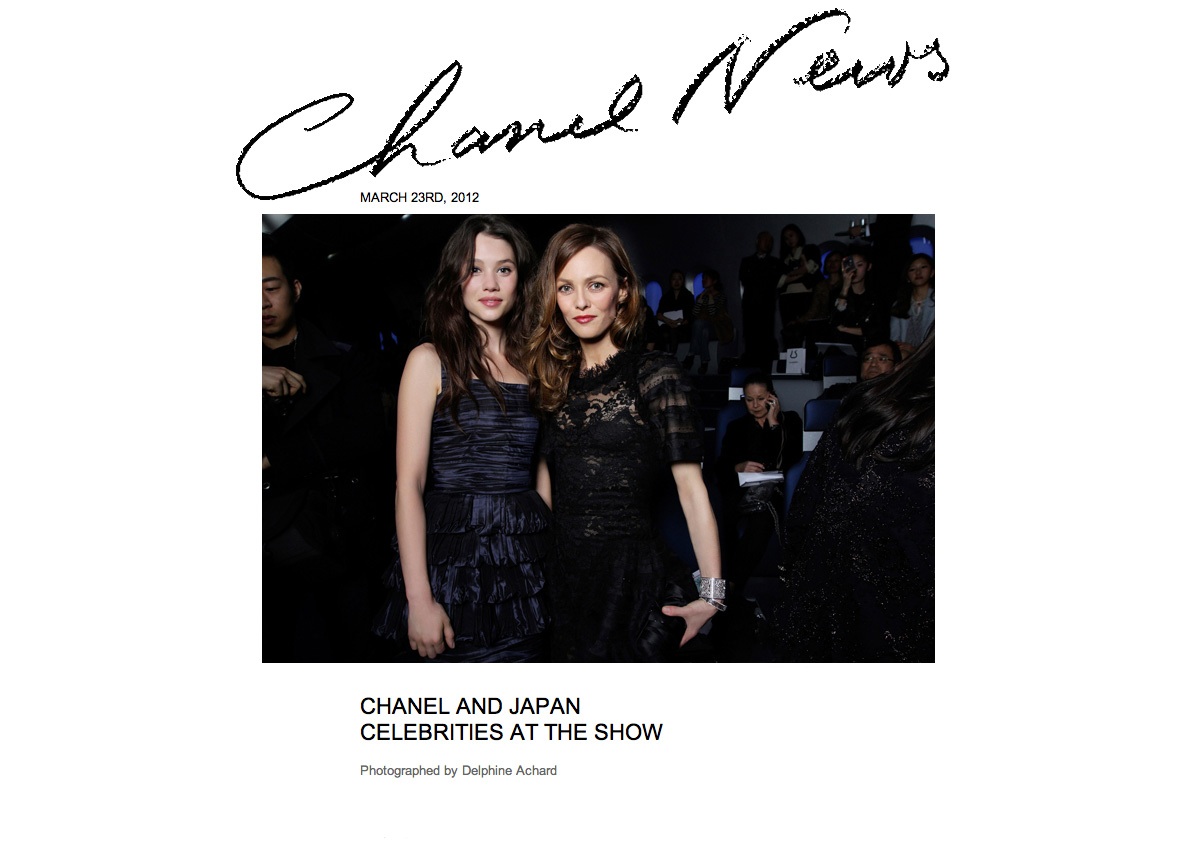 Chanel News
MARCH 23RD, 2012
CHANEL AND JAPAN
CELEBRITIES AT THE SHOW
Photographed by Delphine Achard